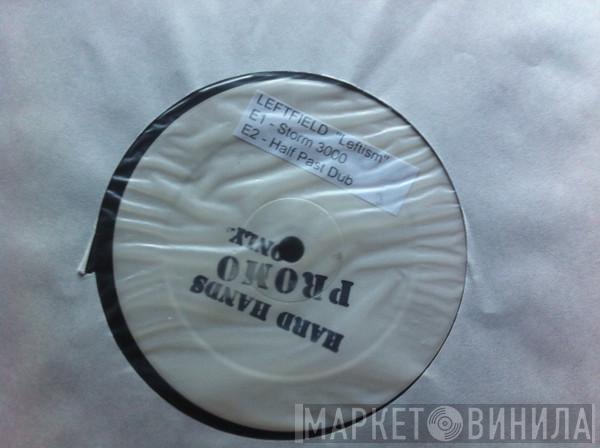 LEFTFIELD "Leftism"
E1 - Storm 3000
E2 - Half Past Dub
HARD HANDS
PROMO
ONLY.
МАРКЕТ ВИНИЛА